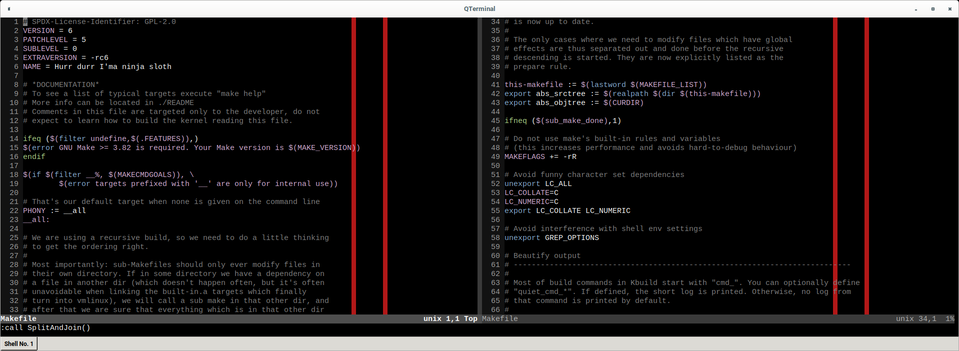 QTerminal
1 # SPDX-License-Identifier: GPL-2.0
2 VERSION = 6
3 PATCHLEVEL = 5
4 SUBLEVEL = 0
5 EXTRAVERSION = -rc6
6 NAME = Hurr durr I'ma ninja sloth
7
8 # *DOCUMENTATION*
9 # To see a list of typical targets execute "make help"
10 # More info can be located in ./README
11 # Comments in this file are targeted only to the developer, do not
12 # expect to learn how to build the kernel reading this file.
13
14 ifeq ($(filter undefine,$(.FEATURES)),)
15 $(error GNU Make >= 3.82 is required. Your Make version is $(MAKE_VERSION))
16 endif
17
18 $(if $(filter __%, $(MAKECMDGOALS)), \
19         $(error targets prefixed with '__' are only for internal use))
20
21 # That's our default target when none is given on the command line
22 PHONY := __all
23 __all:
24
25 # We are using a recursive build, so we need to do a little thinking
26 # to get the ordering right.
27 #
28 # Most importantly: sub-Makefiles should only ever modify files in
29 # their own directory. If in some directory we have a dependency on
30 # a file in another dir (which doesn't happen often, but it's often
31 # unavoidable when linking the built-in.a targets which finally
32 # turn into vmlinux), we will call a sub make in that other dir, and
33 # after that we are sure that everything which is in that other dir
Makefile unix 1,1 Top
34 # is now up to date.
35 #
36 # The only cases where we need to modify files which have global
37 # effects are thus separated out and done before the recursive
38 # descending is started. They are now explicitly listed as the
39 # prepare rule.
40
41 this-makefile := $(lastword $(MAKEFILE_LIST))
42 export abs_srctree := $(realpath $(dir $(this-makefile)))
43 export abs_objtree := $(CURDIR)
44
45 ifneq ($(sub_make_done),1)
46
47 # Do not use make's built-in rules and variables
48 # (this increases performance and avoids hard-to-debug behaviour)
49 MAKEFLAGS += -rR
50
51 # Avoid funny character set dependencies
52 unexport LC_ALL
53 LC_COLLATE=C
54 LC_NUMERIC=C
55 export LC_COLLATE LC_NUMERIC
56
57 # Avoid interference with shell env settings
58 unexport GREP_OPTIONS
59
60 # Beautify output
61 # ---------------------------------------------------------------------------
62 #
63 # Most of build commands in Kbuild start with "cmd_". You can optionally define
64 # "quiet_cmd_*". If defined, the short log is printed. Otherwise, no log from
65 # that command is printed by default.
66 #
Makefile unix 34,1 1%
:call SplitAndJoin()
Shell No. 1